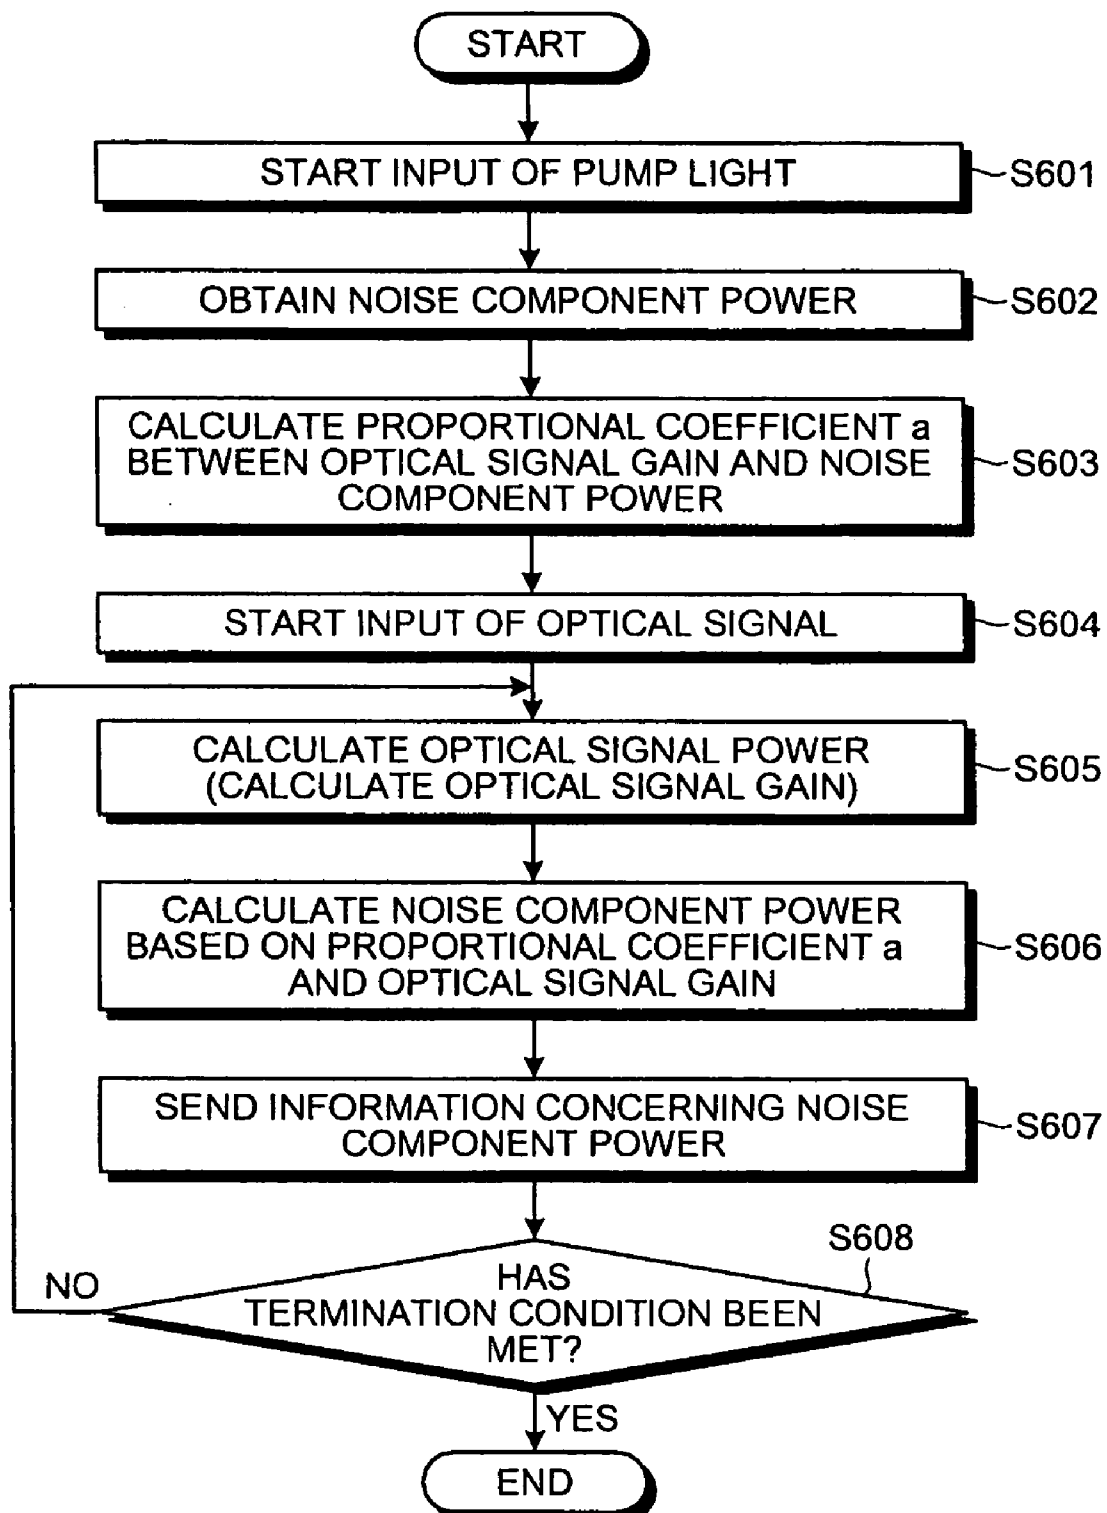 START
START INPUT OF PUMP LIGHT
S601
OBTAIN NOISE COMPONENT POWER
S602
CALCULATE PROPORTIONAL COEFFICIENT a
BETWEEN OPTICAL SIGNAL GAIN AND NOISE
COMPONENT POWER
S603
START INPUT OF OPTICAL SIGNAL
S604
CALCULATE OPTICAL SIGNAL POWER
(CALCULATE OPTICAL SIGNAL GAIN)
S605
CALCULATE NOISE COMPONENT POWER
BASED ON PROPORTIONAL COEFFICIENT a
AND OPTICAL SIGNAL GAIN
S606
SEND INFORMATION CONCERNING NOISE
COMPONENT POWER
S607
S608
NO
HAS
TERMINATION CONDITION BEEN
MET?
YES
END